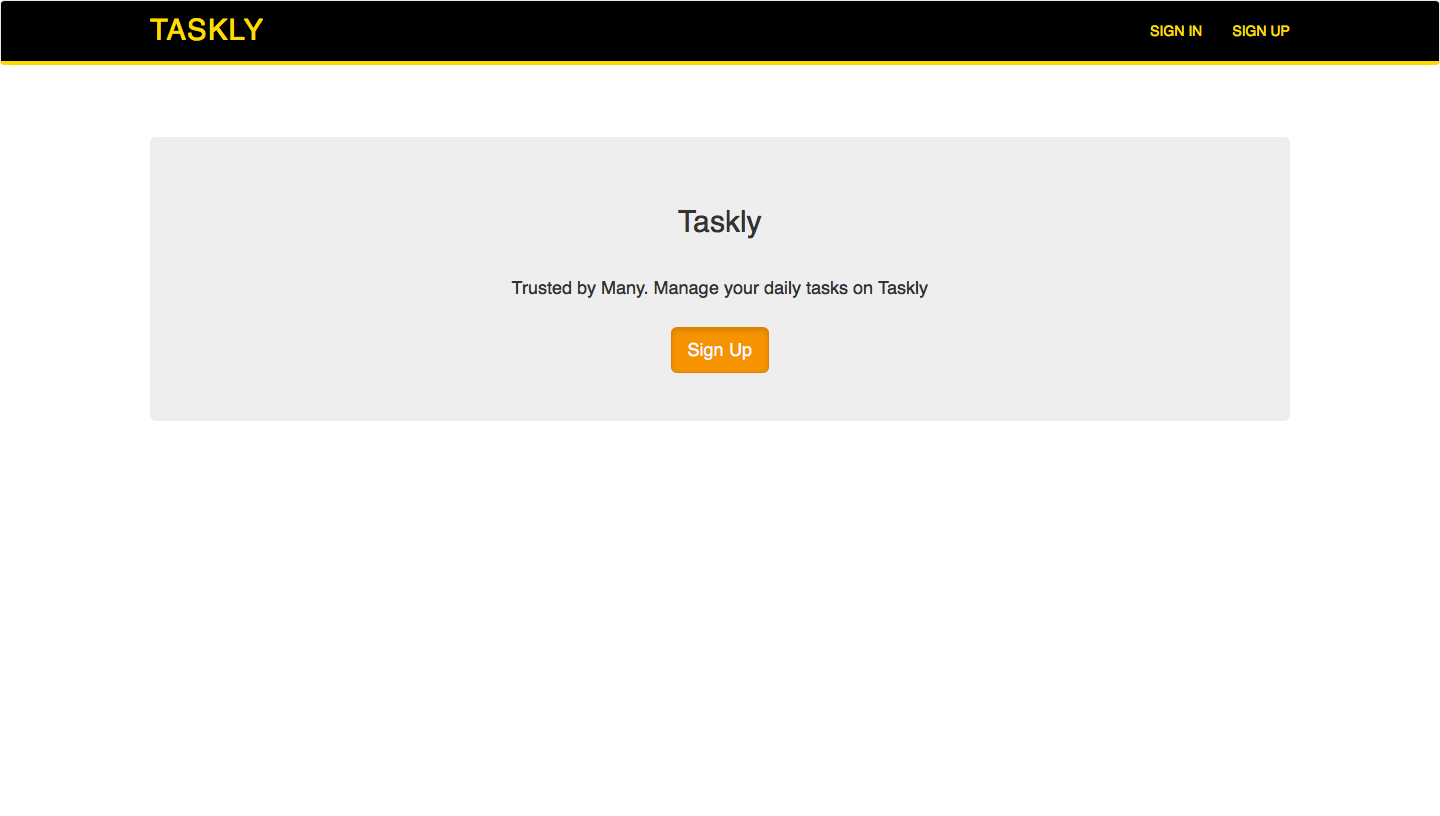 TASKLY
SIGN IN
SIGN UP
Taskly
Trusted by Many. Manage your daily tasks on Taskly
Sign Up